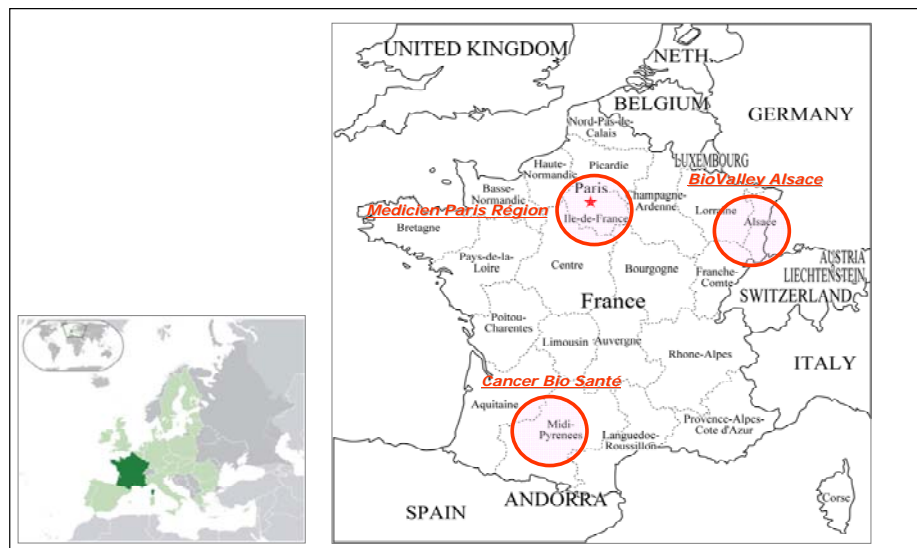 UNITED KINGDOM
NETH.
BELGIUM
GERMANY
Nord-Pas-de-
Calais
LUXEMBOURG
Haute-
Normandie
Picardie
BioValley Alsace
Basse-
Normandie
Paris
Champagne-
Ardenne
Medicien Paris Région
Ile-de-France
Lorraine
Alsace
Bretagne
Pays-de-la-
Loire
Centre
Bourgogne
Franche-
Comte
AUSTRIA
LIECHTENSTEIN
SWITZERLAND
France
Poitou-
Charentes
Limousin
Auvergne
Rhone-Alpes
ITALY
Cancer Bio Santé
Aquitaine
Midi-
Pyrenees
Languedoc-
Roussillon
Provence-Alpes-
Cote d'Azur
SPAIN
ANDORRA
Corse